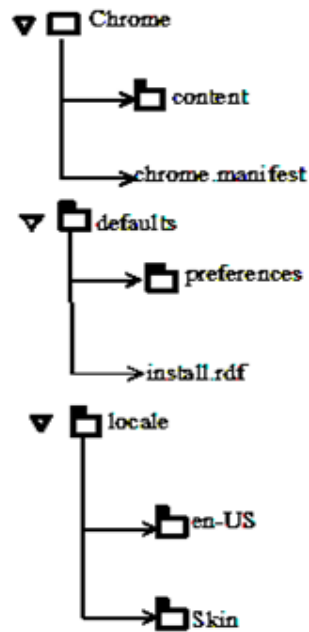 Chrome
content
chrome.manifest
defaults
preferences
install.rdf
locale
en-US
Skin